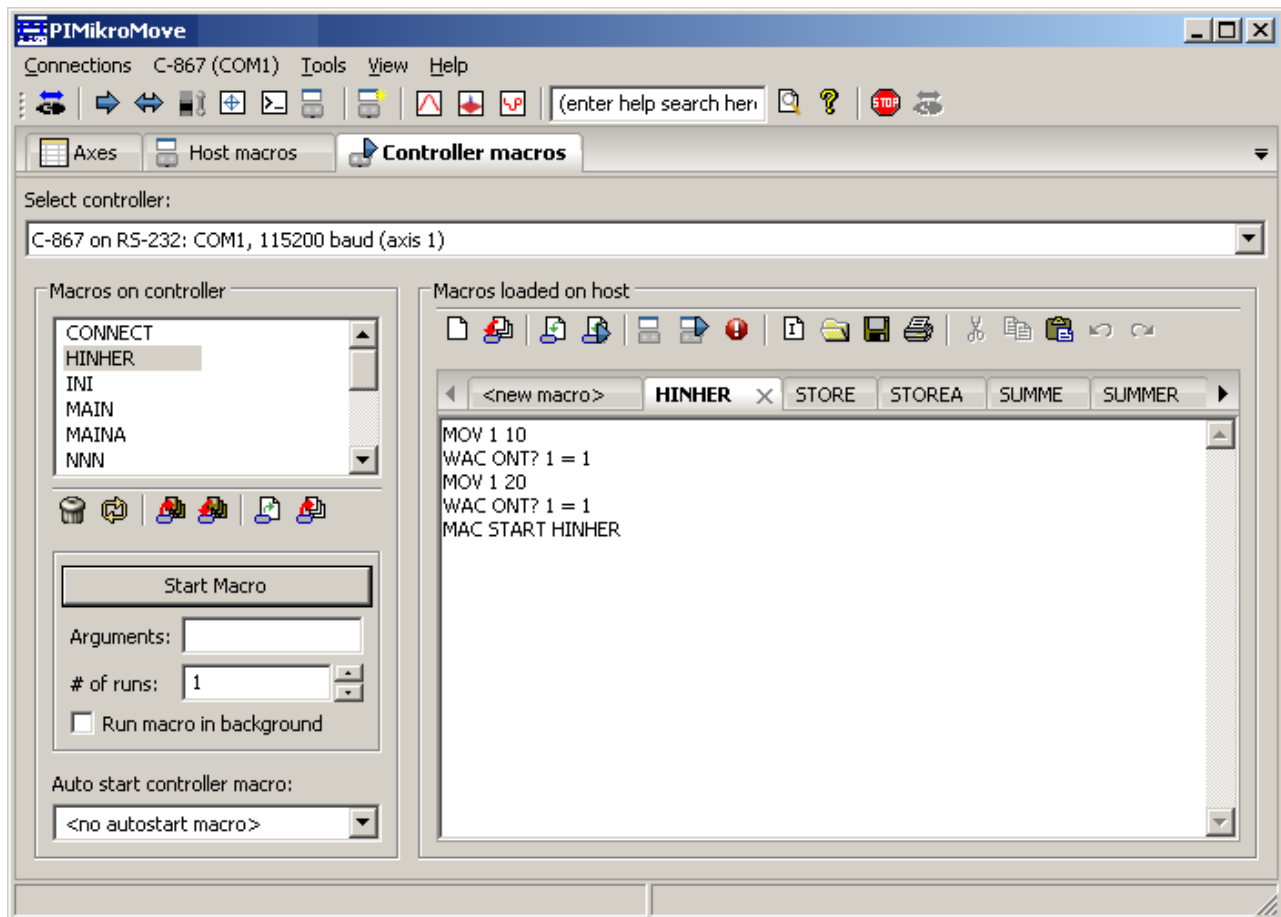 PIMikroMove
Connections C-867 (COM1) Tools View Help
(enter help search her
STOP
Axes Host macros Controller macros
Select controller:
C-867 on RS-232: COM1, 115200 baud (axis 1)
Macros on controller
CONNECT
HINHER
INI
MAIN
MAINA
NNN
Start Macro
Arguments:
# of runs: 1
Run macro in background
Auto start controller macro:
<no autostart macro>
Macros loaded on host
<new macro> HINHER STORE STOREA SUMME SUMMER
MOV 1 10
WAC ONT? 1 = 1
MOV 1 20
WAC ONT? 1 = 1
MAC START HINHER